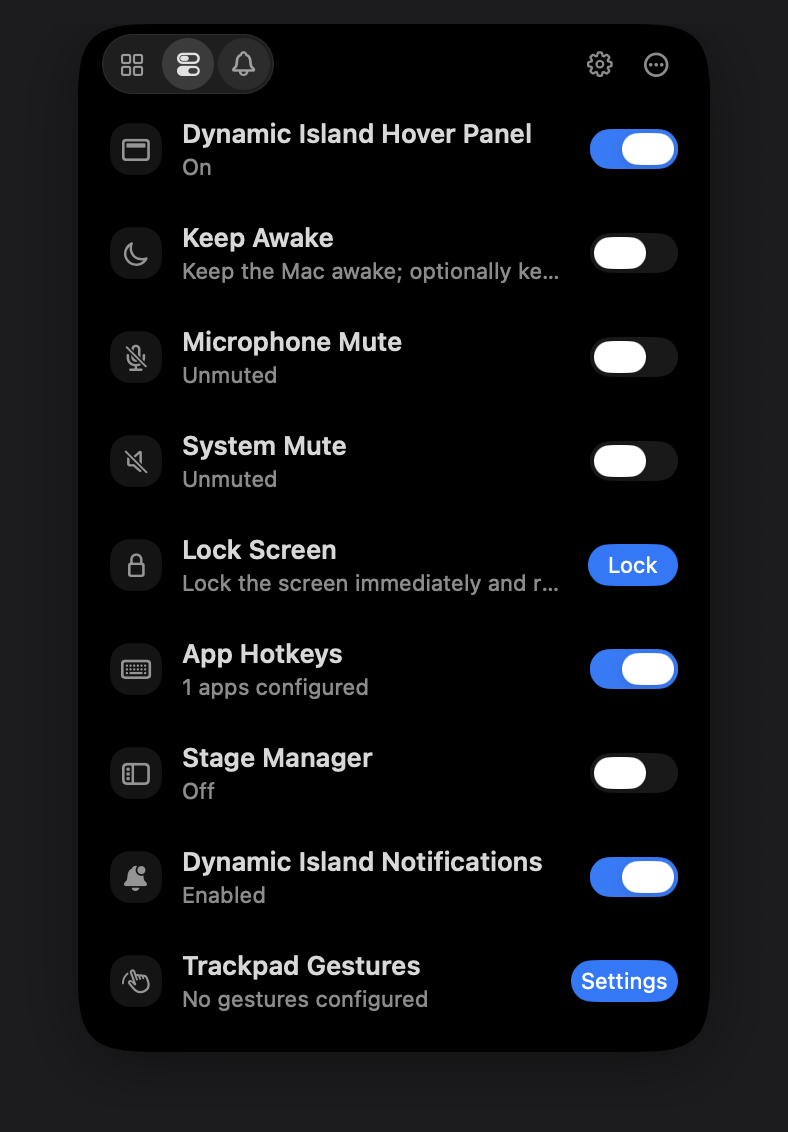 Dynamic Island Hover Panel
On
Keep Awake
Keep the Mac awake; optionally ke...
Microphone Mute
Unmuted
System Mute
Unmuted
Lock Screen
Lock the screen immediately and r...
Lock
App Hotkeys
1 apps configured
Stage Manager
Off
Dynamic Island Notifications
Enabled
Trackpad Gestures
No gestures configured
Settings